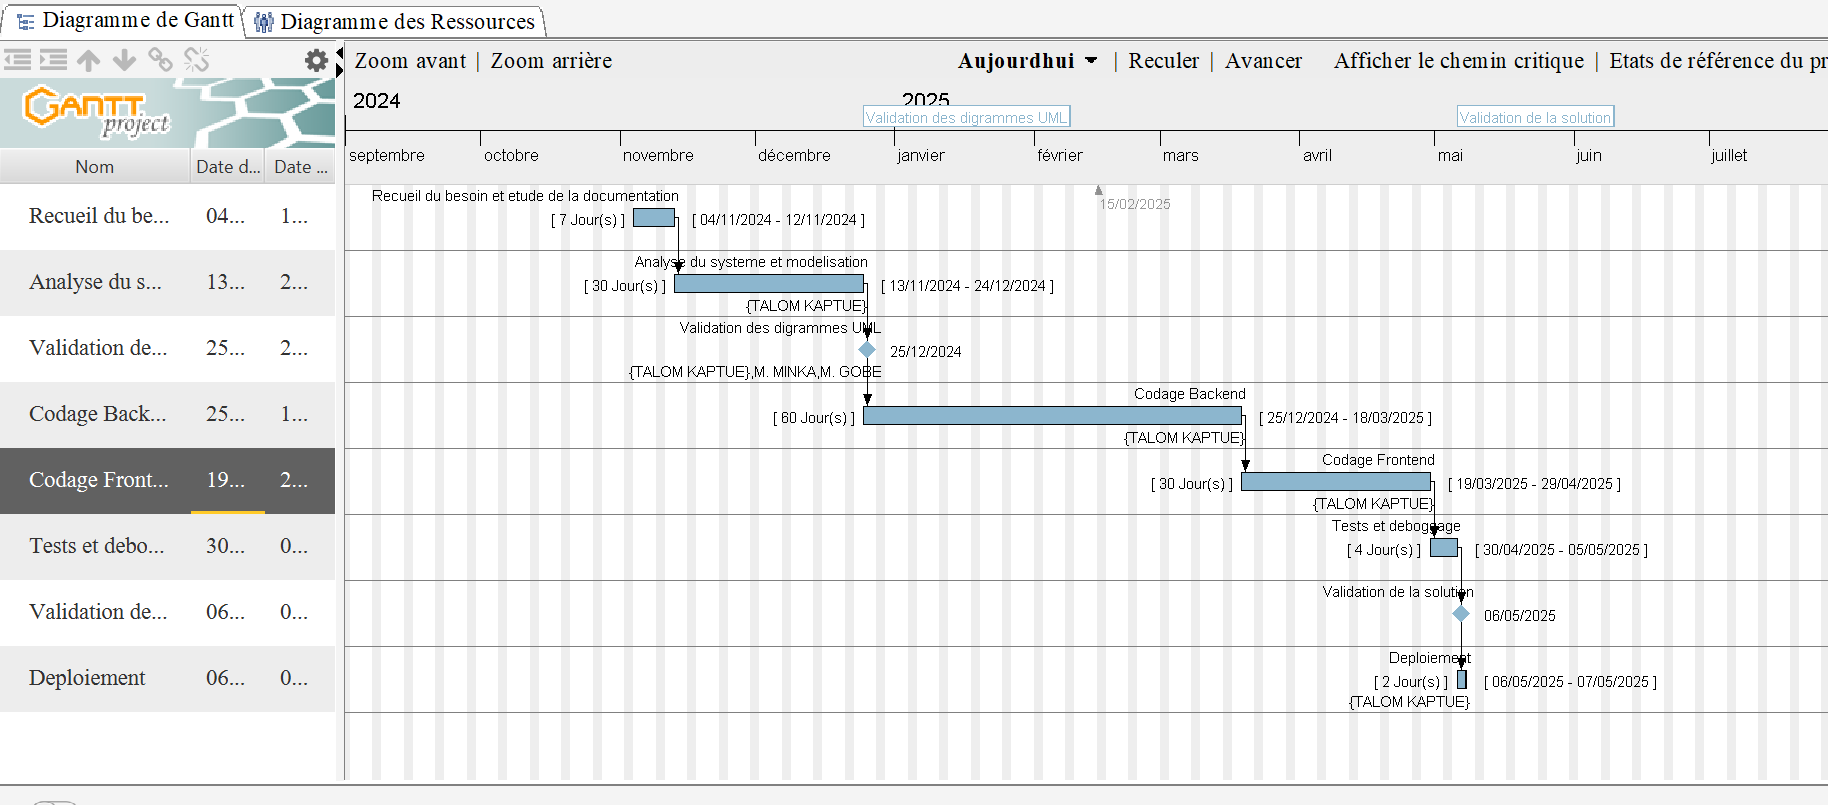 Diagramme de Gantt
Diagramme des Ressources
Zoom avant | Zoom arrière
Aujourdhui | Reculer | Avancer
Afficher le chemin critique | Etats de référence du pr
GANTT
project
2024
2025
Validation des digrammes UML
Validation de la solution
septembre
octobre
novembre
décembre
janvier
février
mars
avril
mai
juin
juillet
Nom
Date d...
Date ...
15/02/2025
Recueil du be...
04...
1...
Recueil du besoin et etude de la documentation
[ 7 Jour(s) ]
[ 04/11/2024 - 12/11/2024 ]
Analyse du s...
13...
2...
Analyse du systeme et modelisation
[ 30 Jour(s) ]
[ 13/11/2024 - 24/12/2024 ]
{TALOM KAPTUE}
Validation de...
25...
2...
Validation des digrammes UML
25/12/2024
{TALOM KAPTUE},M. MINKA,M. GOBE
Codage Back...
25...
1...
Codage Backend
[ 60 Jour(s) ]
[ 25/12/2024 - 18/03/2025 ]
{TALOM KAPTUE}
Codage Front...
19...
2...
Codage Frontend
[ 30 Jour(s) ]
[ 19/03/2025 - 29/04/2025 ]
{TALOM KAPTUE}
Tests et debo...
30...
0...
Tests et deboggage
[ 4 Jour(s) ]
[ 30/04/2025 - 05/05/2025 ]
Validation de...
06...
0...
Validation de la solution
06/05/2025
Deploiement
06...
0...
Deploiement
[ 2 Jour(s) ]
[ 06/05/2025 - 07/05/2025 ]
{TALOM KAPTUE}